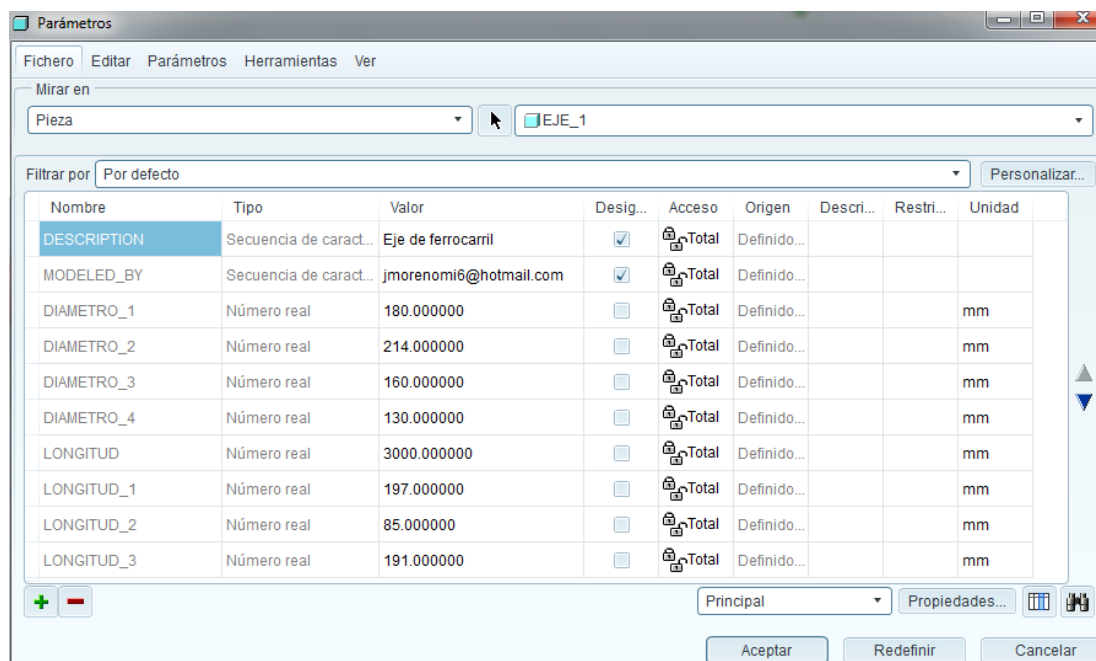 Parámetros
Fichero Editar Parámetros Herramientas Ver
Mirar en
Pieza EJE_1
Filtrar por Por defecto Personalizar...
Nombre Tipo Valor Desig... Acceso Origen Descri... Restri... Unidad
DESCRIPTION Secuencia de caract... Eje de ferrocarril Total Definido...
MODELED_BY Secuencia de caract... jmorenomi6@hotmail.com Total Definido...
DIAMETRO_1 Número real 180.000000 Total Definido... mm
DIAMETRO_2 Número real 214.000000 Total Definido... mm
DIAMETRO_3 Número real 160.000000 Total Definido... mm
DIAMETRO_4 Número real 130.000000 Total Definido... mm
LONGITUD Número real 3000.000000 Total Definido... mm
LONGITUD_1 Número real 197.000000 Total Definido... mm
LONGITUD_2 Número real 85.000000 Total Definido... mm
LONGITUD_3 Número real 191.000000 Total Definido... mm
Principal Propiedades...
Aceptar Redefinir Cancelar